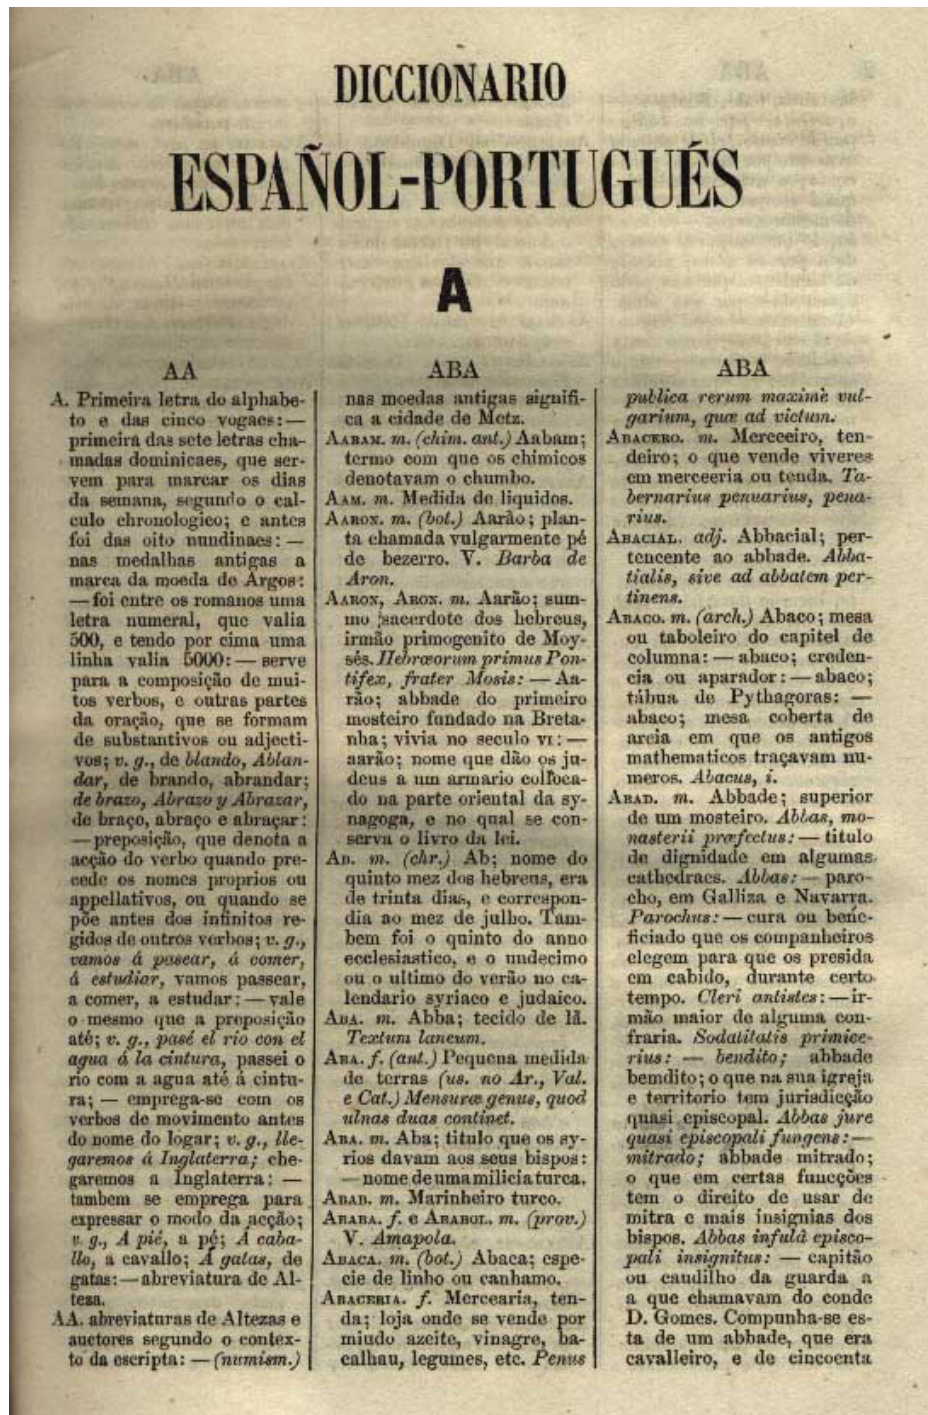 DICCIONARIO
ESPAÑOL-PORTUGUÉS
A
AA
A. Primeira letra do alphabe-
to e das cinco vogaes: —
primeira das sete letras cha-
madas dominicaes, que ser-
vem para marcar os dias
da semana, segundo o cal-
culo chronologico; e antes
foi das oito nundinaes: —
nas medalhas antigas a
marca da moeda de Argos:
— foi entre os romanos uma
letra numeral, que valia
500, e tendo por cima uma
linha valia 5000: — serve
para a composição de mui-
tos verbos, e outras partes
da oração, que se formam
de substantivos ou adjecti-
vos; v. g., de blando, Ablan-
dar, de brando, abrandar;
de brazo, Abrazo y Abrazar,
de braço, abraço e abraçar:
— preposição, que denota a
acção do verbo quando pre-
cede os nomes proprios ou
appellativos, ou quando se
põe antes dos infinitos re-
gidos de outros verbos; v. g.,
vamos á pasear, á comer,
á estudiar, vamos passear,
a comer, a estudar: — vale
o mesmo que a preposição
até; v. g., pasé el rio con el
agua á la cintura, passei o
rio com a agua até á cintu-
ra; — emprega-se com os
verbos de movimento antes
do nome do logar; v. g., lle-
garemos á Inglaterra; che-
garemos a Inglaterra: —
tambem se emprega para
expressar o modo da acção;
v. g., A pié, a pé; A caba-
llo, a cavallo; A gatas, de
gatas: — abreviatura de Al-
teza.
AA. abreviaturas de Altezas e
auctores segundo o contex-
to da escripta: — (numism.)
ABA
nas moedas antigas signifi-
ca a cidade de Metz.
AABAM. m. (chim. ant.) Aabam;
termo com que os chimicos
denotavam o chumbo.
AAM. m. Medida de liquidos.
AARON. m. (bot.) Aarão; plan-
ta chamada vulgarmente pé
de bezerro. V. Barba de
Aron.
AARON, ARON. m. Aarão; sum-
mo sacerdote dos hebreus,
irmão primogenito de Moy-
sés. Hebræorum primus Pon-
tifex, frater Mosis: — Aa-
rão; abbade do primeiro
mosteiro fundado na Breta-
nha; vivia no seculo VI: —
aarão; nome que dão os ju-
deus a um armario colloca-
do na parte oriental da sy-
nagoga, e no qual se con-
serva o livro da lei.
AB. m. (chr.) Ab; nome do
quinto mez dos hebreus, era
de trinta dias, e correspon-
dia ao mez de julho. Tam-
bem foi o quinto do anno
ecclesiastico, e o undecimo
ou o ultimo do verão no ca-
lendario syriaco e judaico.
ABA. m. Abba; tecido de lã.
Textum laneum.
ABA. f. (ant.) Pequena medida
de terras (us. no Ar., Val.
e Cat.) Mensuræ genus, quod
ulnas duas continet.
ABA. m. Aba; titulo que os sy-
rios davam aos seus bispos:
— nome de uma milicia turca.
ABAB. m. Marinheiro turco.
ABABA. f. e ABABOL. m. (prov.)
V. Amapola.
ABACA. m. (bot.) Abaca; espe-
cie de linho ou canhamo.
ABACERIA. f. Mercearia, ten-
da; loja onde se vende por
miudo azeite, vinagre, ba-
calhau, legumes, etc. Penus
ABA
publica rerum maximè vul-
garium, quæ ad victum.
ABACERO. m. Merceeiro, ten-
deiro; o que vende viveres
em merceeria ou tenda. Ta-
bernarius penuarius, pena-
rius.
ABACIAL. adj. Abbacial; per-
tencente ao abbade. Abba-
tialis, sive ad abbatem per-
tinens.
ABACO. m. (arch.) Abaco; mesa
ou taboleiro do capitel de
columna: — abaco; creden-
cia ou aparador: — abaco;
tábua de Pythagoras: —
abaco; mesa coberta de
areia em que os antigos
mathematicos traçavam nu-
meros. Abacus, i.
ABAD. m. Abbade; superior
de um mosteiro. Abbas, mo-
nasterii præfectus: — titulo
de dignidade em algumas
cathedraes. Abbas: — paro-
cho, em Galliza e Navarra.
Parochus: — cura ou bene-
ficiado que os companheiros
elegem para que os presida
em cabido, durante certo
tempo. Cleri antistes: — ir-
mão maior de alguma con-
fraria. Sodalitatis primice-
rius: — bendito; abbade
bemdito; o que na sua igreja
e territorio tem jurisdicção
quasi episcopal. Abbas jure
quasi episcopali fungens: —
mitrado; abbade mitrado;
o que em certas funcções
tem o direito de usar de
mitra e mais insignias dos
bispos. Abbas infulâ episco-
pali insignitus: — capitão
ou caudilho da guarda a
a que chamavam do conde
D. Gomes. Compunha-se es-
ta de um abbade, que era
cavalleiro, e de cincoenta